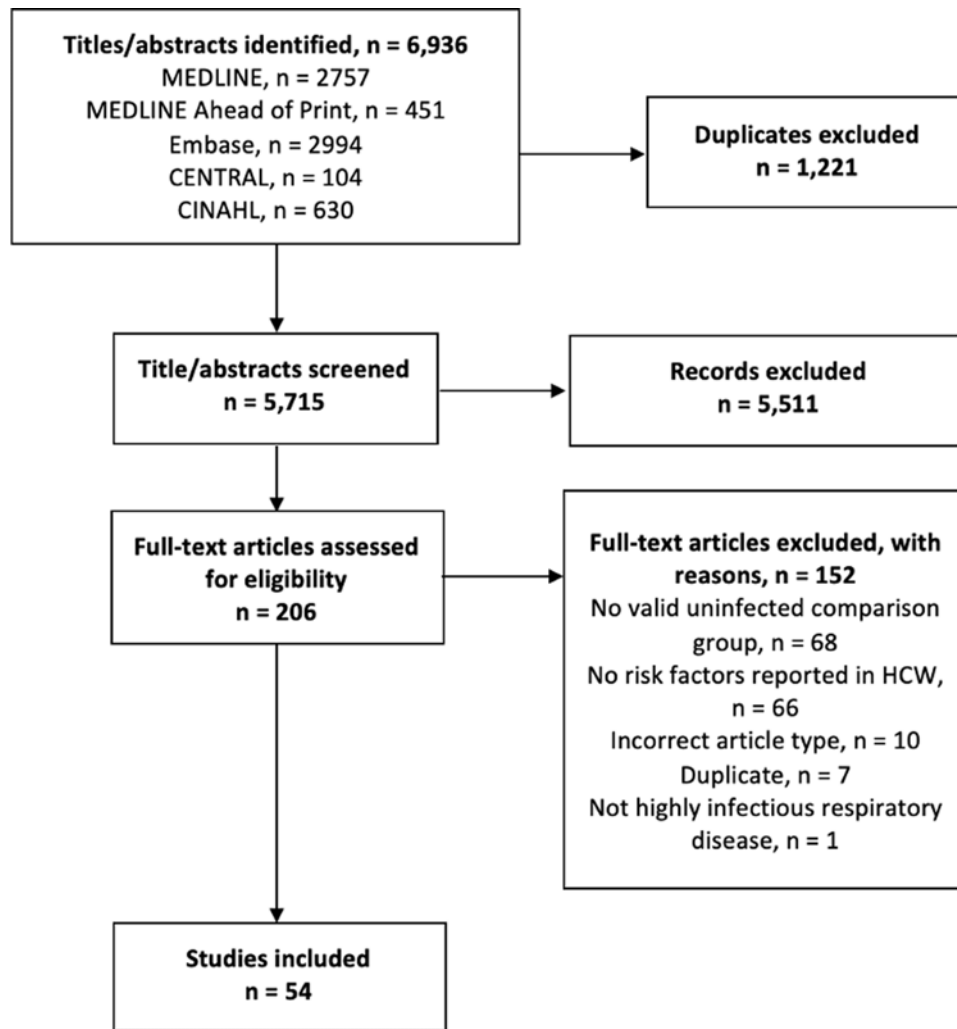 Titles/abstracts identified, n = 6,936
MEDLINE, n = 2757
MEDLINE Ahead of Print, n = 451
Embase, n = 2994
CENTRAL, n = 104
CINAHL, n = 630
Duplicates excluded
n = 1,221
Title/abstracts screened
n = 5,715
Records excluded
n = 5,511
Full-text articles assessed
for eligibility
n = 206
Full-text articles excluded, with
reasons, n = 152
No valid uninfected comparison
group, n = 68
No risk factors reported in HCW,
n = 66
Incorrect article type, n = 10
Duplicate, n = 7
Not highly infectious respiratory
disease, n = 1
Studies included
n = 54